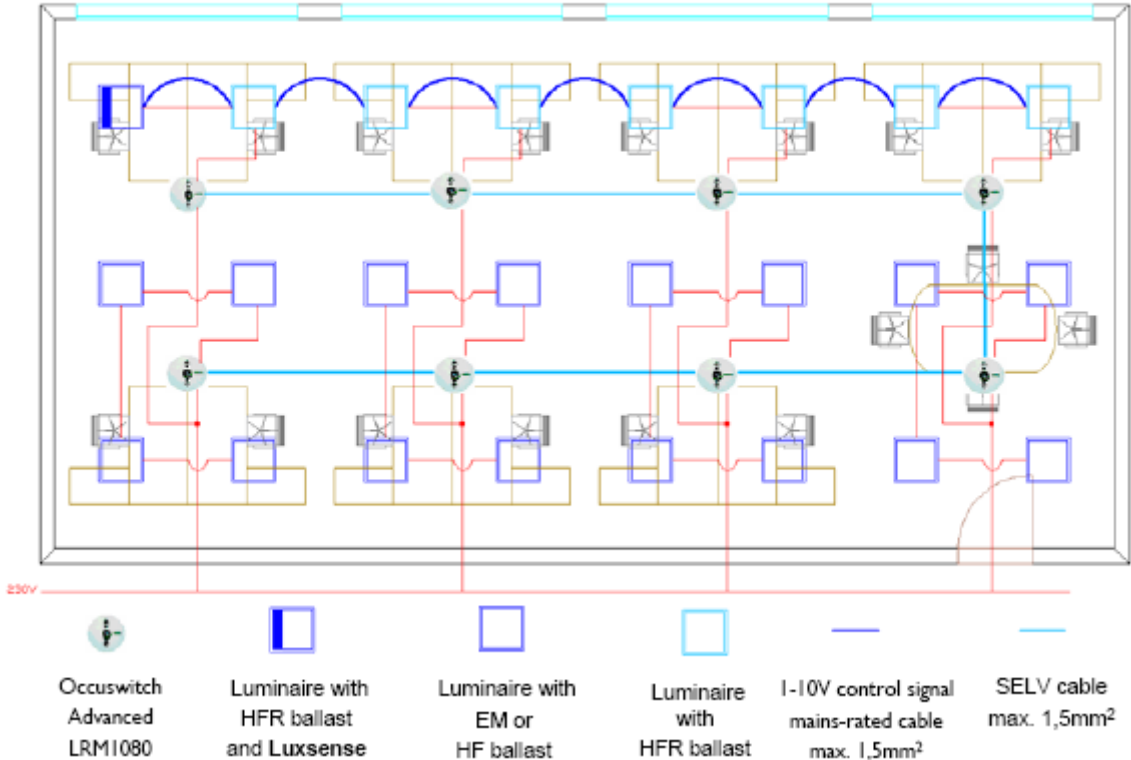 230V
Occuswitch
Advanced
LRM1080
Luminaire with
HFR ballast
and Luxsense
Luminaire with
EM or
HF ballast
Luminaire
with
HFR ballast
1-10V control signal
mains-rated cable
max. 1,5mm²
SELV cable
max. 1,5mm²